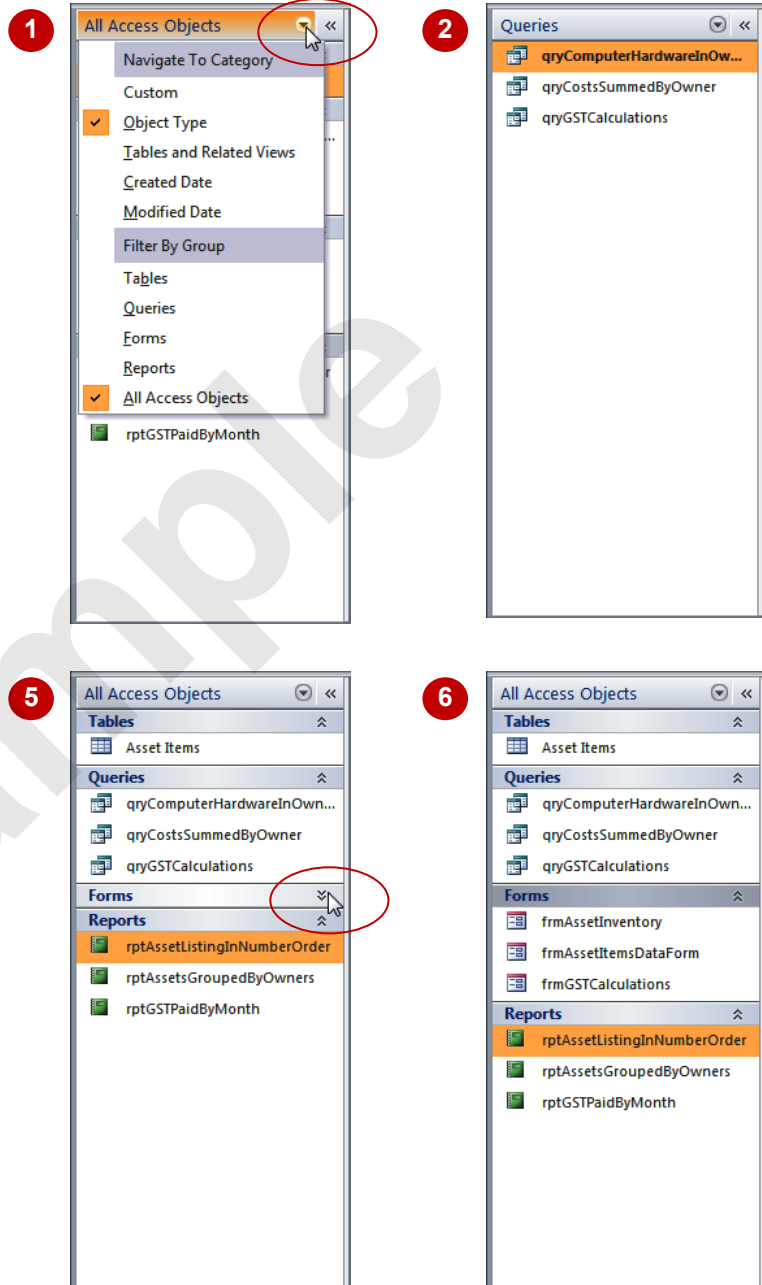 1
All Access Objects
Navigate To Category
Custom
Object Type
Tables and Related Views
Created Date
Modified Date
Filter By Group
Tables
Queries
Forms
Reports
All Access Objects
rptGSTPaidByMonth
2
Queries
qryComputerHardwareInOw...
qryCostsSummedByOwner
qryGSTCalculations
5
All Access Objects
Tables
Asset Items
Queries
qryComputerHardwareInOwn...
qryCostsSummedByOwner
qryGSTCalculations
Forms
Reports
rptAssetListingInNumberOrder
rptAssetsGroupedByOwners
rptGSTPaidByMonth
6
All Access Objects
Tables
Asset Items
Queries
qryComputerHardwareInOwn...
qryCostsSummedByOwner
qryGSTCalculations
Forms
frmAssetInventory
frmAssetItemsDataForm
frmGSTCalculations
Reports
rptAssetListingInNumberOrder
rptAssetsGroupedByOwners
rptGSTPaidByMonth